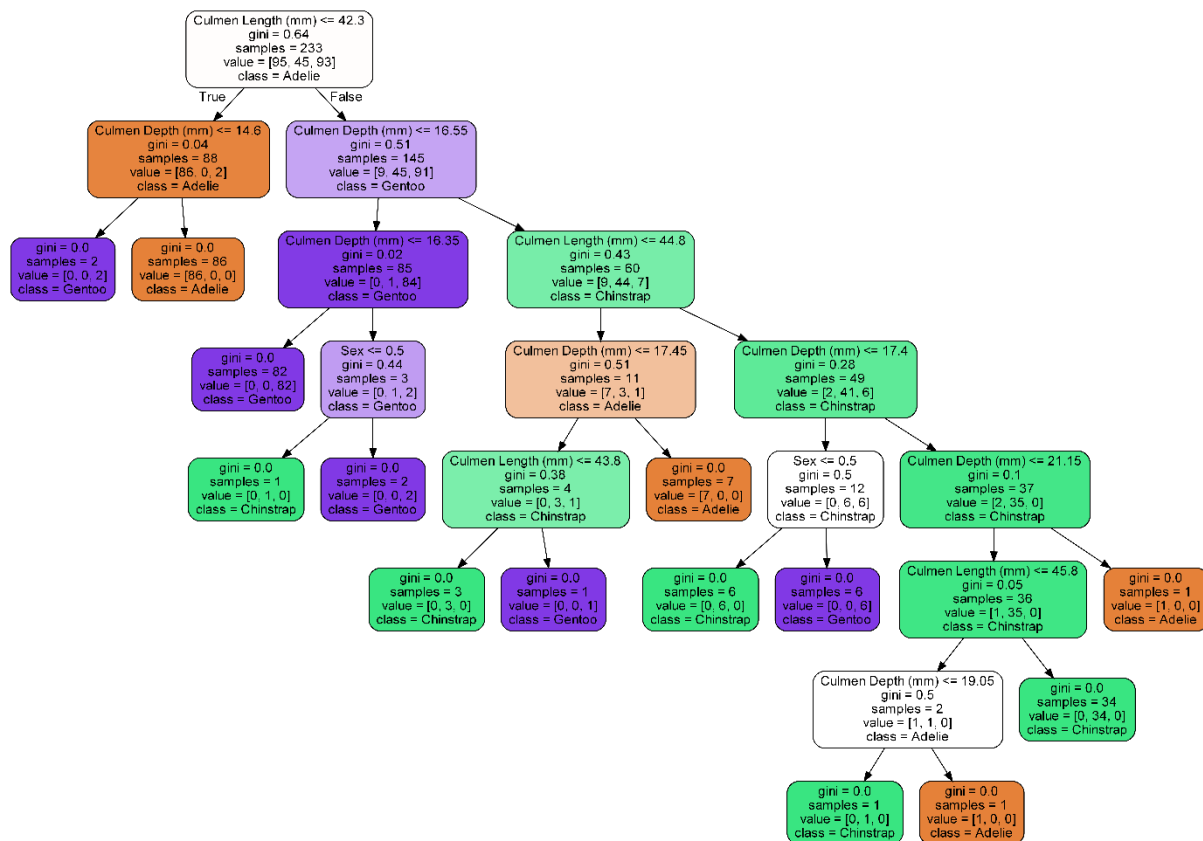 Culmen Length (mm) <= 42.3
gini = 0.64
samples = 233
value = [95, 45, 93]
class = Adelie
True
False
Culmen Depth (mm) <= 14.6
gini = 0.04
samples = 88
value = [86, 0, 2]
class = Adelie
Culmen Depth (mm) <= 16.55
gini = 0.51
samples = 145
value = [9, 45, 91]
class = Gentoo
gini = 0.0
samples = 2
value = [0, 0, 2]
class = Gentoo
gini = 0.0
samples = 86
value = [86, 0, 0]
class = Adelie
Culmen Depth (mm) <= 16.35
gini = 0.02
samples = 85
value = [0, 1, 84]
class = Gentoo
Culmen Length (mm) <= 44.8
gini = 0.43
samples = 60
value = [9, 44, 7]
class = Chinstrap
gini = 0.0
samples = 82
value = [0, 0, 82]
class = Gentoo
Sex <= 0.5
gini = 0.44
samples = 3
value = [0, 1, 2]
class = Gentoo
Culmen Depth (mm) <= 17.45
gini = 0.51
samples = 11
value = [7, 3, 1]
class = Adelie
Culmen Depth (mm) <= 17.4
gini = 0.28
samples = 49
value = [2, 41, 6]
class = Chinstrap
gini = 0.0
samples = 1
value = [0, 1, 0]
class = Chinstrap
gini = 0.0
samples = 2
value = [0, 0, 2]
class = Gentoo
Culmen Length (mm) <= 43.8
gini = 0.38
samples = 4
value = [0, 3, 1]
class = Chinstrap
gini = 0.0
samples = 7
value = [7, 0, 0]
class = Adelie
Sex <= 0.5
gini = 0.5
samples = 12
value = [0, 6, 6]
class = Chinstrap
Culmen Depth (mm) <= 21.15
gini = 0.1
samples = 37
value = [2, 35, 0]
class = Chinstrap
gini = 0.0
samples = 3
value = [0, 3, 0]
class = Chinstrap
gini = 0.0
samples = 1
value = [0, 0, 1]
class = Gentoo
gini = 0.0
samples = 6
value = [0, 6, 0]
class = Chinstrap
gini = 0.0
samples = 6
value = [0, 0, 6]
class = Gentoo
Culmen Length (mm) <= 45.8
gini = 0.05
samples = 36
value = [1, 35, 0]
class = Chinstrap
gini = 0.0
samples = 1
value = [1, 0, 0]
class = Adelie
Culmen Depth (mm) <= 19.05
gini = 0.5
samples = 2
value = [1, 1, 0]
class = Adelie
gini = 0.0
samples = 34
value = [0, 34, 0]
class = Chinstrap
gini = 0.0
samples = 1
value = [0, 1, 0]
class = Chinstrap
gini = 0.0
samples = 1
value = [1, 0, 0]
class = Adelie